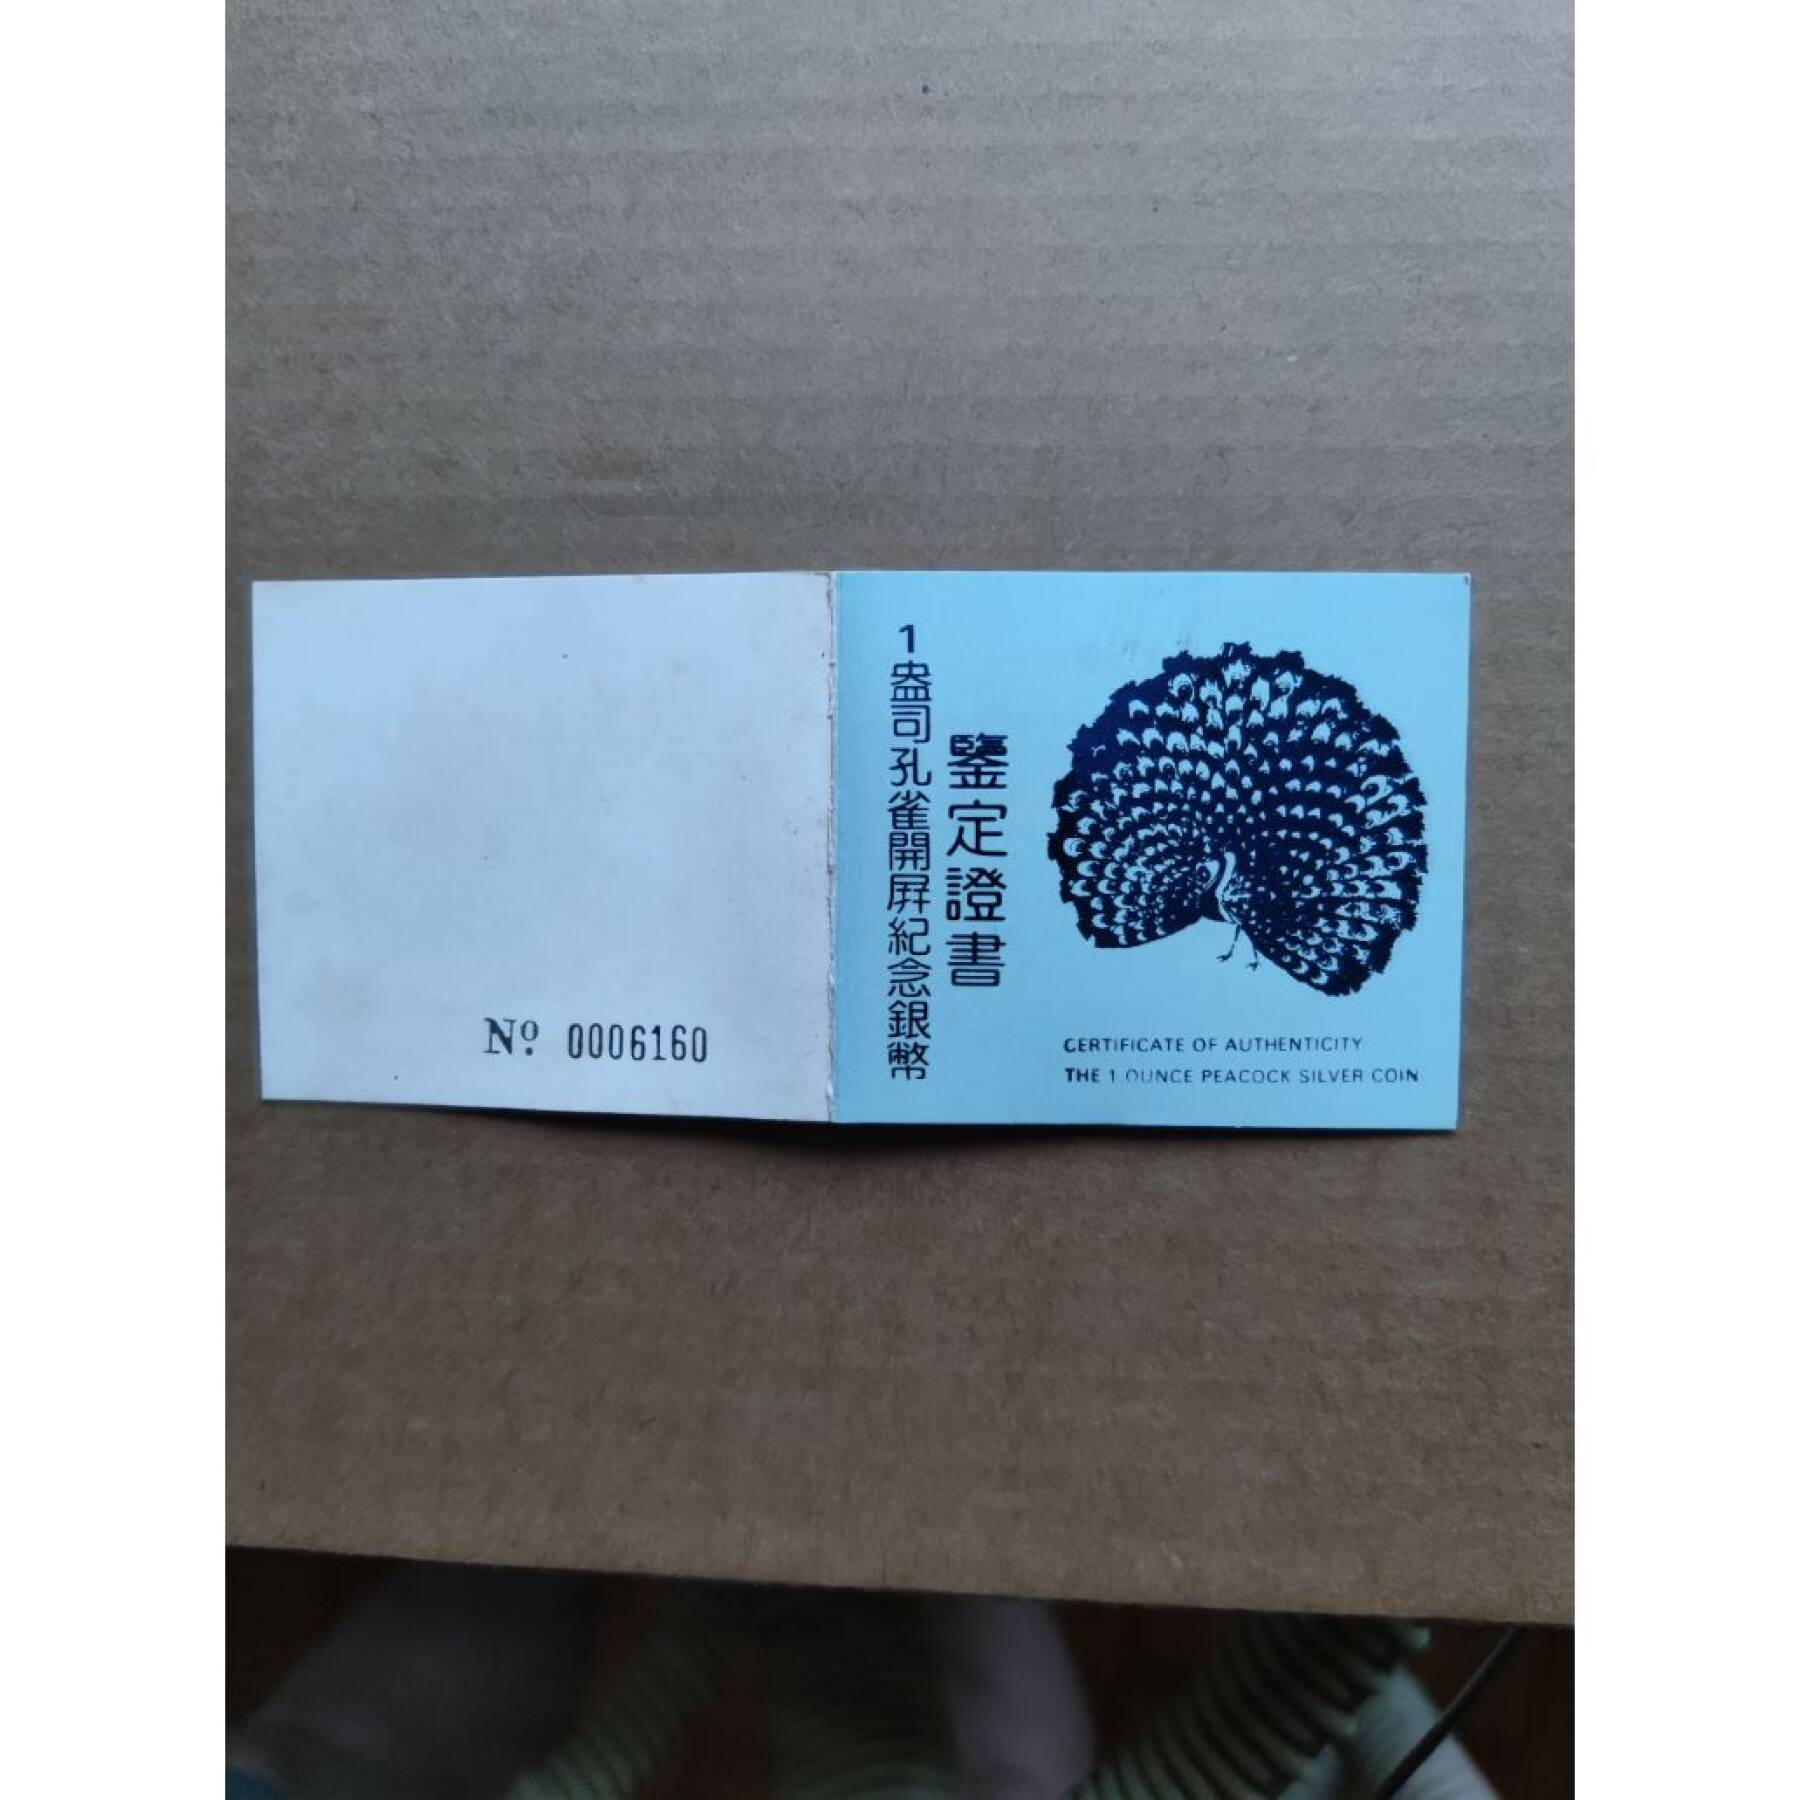 Nº. 0006160
鑒定證書
1盎司孔雀開屏紀念銀幣
CERTIFICATE OF AUTHENTICITY
THE 1 OUNCE PEACOCK SILVER COIN